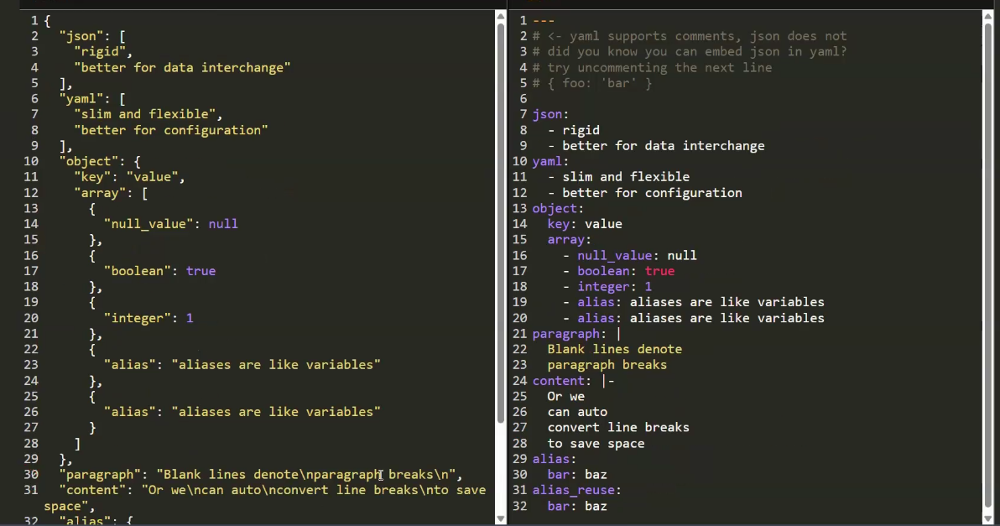 1 {
2   "json": [
3     "rigid",
4     "better for data interchange"
5   ],
6   "yaml": [
7     "slim and flexible",
8     "better for configuration"
9   ],
10   "object": {
11     "key": "value",
12     "array": [
13       {
14         "null_value": null
15       },
16       {
17         "boolean": true
18       },
19       {
20         "integer": 1
21       },
22       {
23         "alias": "aliases are like variables"
24       },
25       {
26         "alias": "aliases are like variables"
27       }
28     ]
29   },
30   "paragraph": "Blank lines denote\nparagraph breaks\n",
31   "content": "Or we\ncan auto\nconvert line breaks\nto save
space",
32   "alias": {
1 ---
2 # <- yaml supports comments, json does not
3 # did you know you can embed json in yaml?
4 # try uncommenting the next line
5 # { foo: 'bar' }
6
7 json:
8   - rigid
9   - better for data interchange
10 yaml:
11   - slim and flexible
12   - better for configuration
13 object:
14   key: value
15   array:
16     - null_value: null
17     - boolean: true
18     - integer: 1
19     - alias: aliases are like variables
20     - alias: aliases are like variables
21 paragraph: |
22   Blank lines denote
23   paragraph breaks
24 content: |-
25   Or we
26   can auto
27   convert line breaks
28   to save space
29 alias:
30   bar: baz
31 alias_reuse:
32   bar: baz